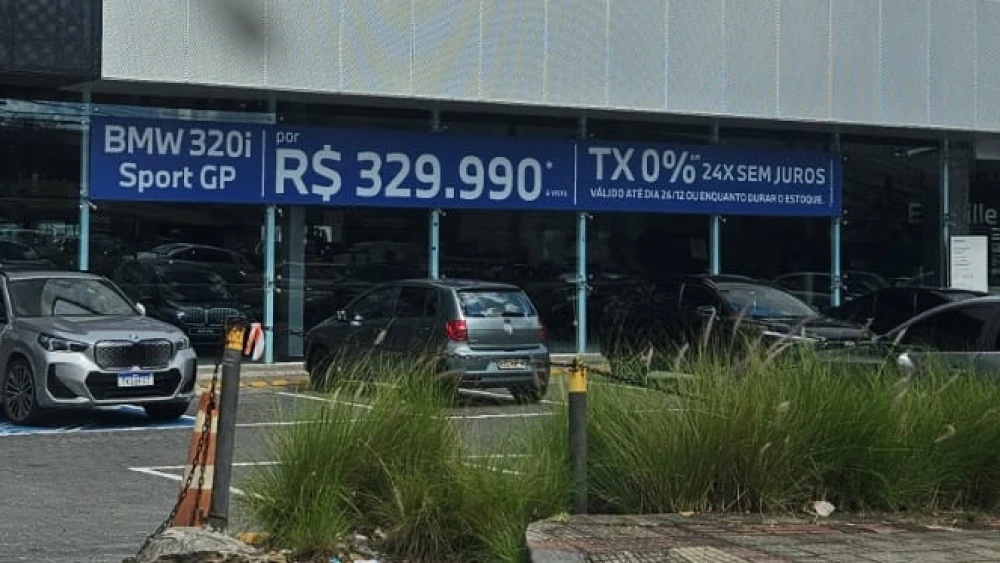 BMW 320i
Sport GP
por
R$ 329.990*
À VISTA
TX 0% em 24X SEM JUROS
VÁLIDO ATÉ DIA 26/12 OU ENQUANTO DURAR O ESTOQUE.